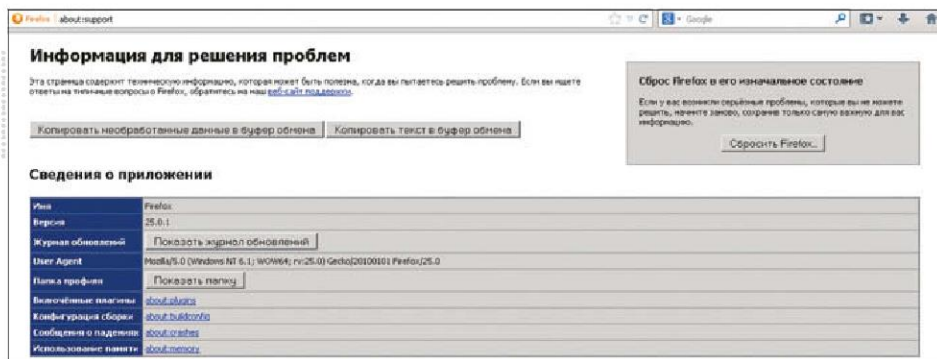 Firefox about:support Google
Информация для решения проблем
Эта страница содержит техническую информацию, которая может быть полезна, когда вы пытаетесь решить проблему. Если вы ищете
ответы на типичные вопросы о Firefox, обратитесь на наш веб-сайт поддержки.
Копировать необработанные данные в буфер обмена Копировать текст в буфер обмена
Сброс Firefox в его изначальное состояние
Если у вас возникли серьёзные проблемы, которые вы не можете
решить, начните заново, сохранив только самую важную для вас
информацию.
Сбросить Firefox...
Сведения о приложении
Имя Firefox
Версия 25.0.1
Журнал обновлений Показать журнал обновлений
User Agent Mozilla/5.0 (Windows NT 6.1; WOW64; rv:25.0) Gecko/20100101 Firefox/25.0
Папка профиля Показать папку
Включённые плагины about:plugins
Конфигурация сборки about:buildconfig
Сообщения о падениях about:crashes
Использование памяти about:memory